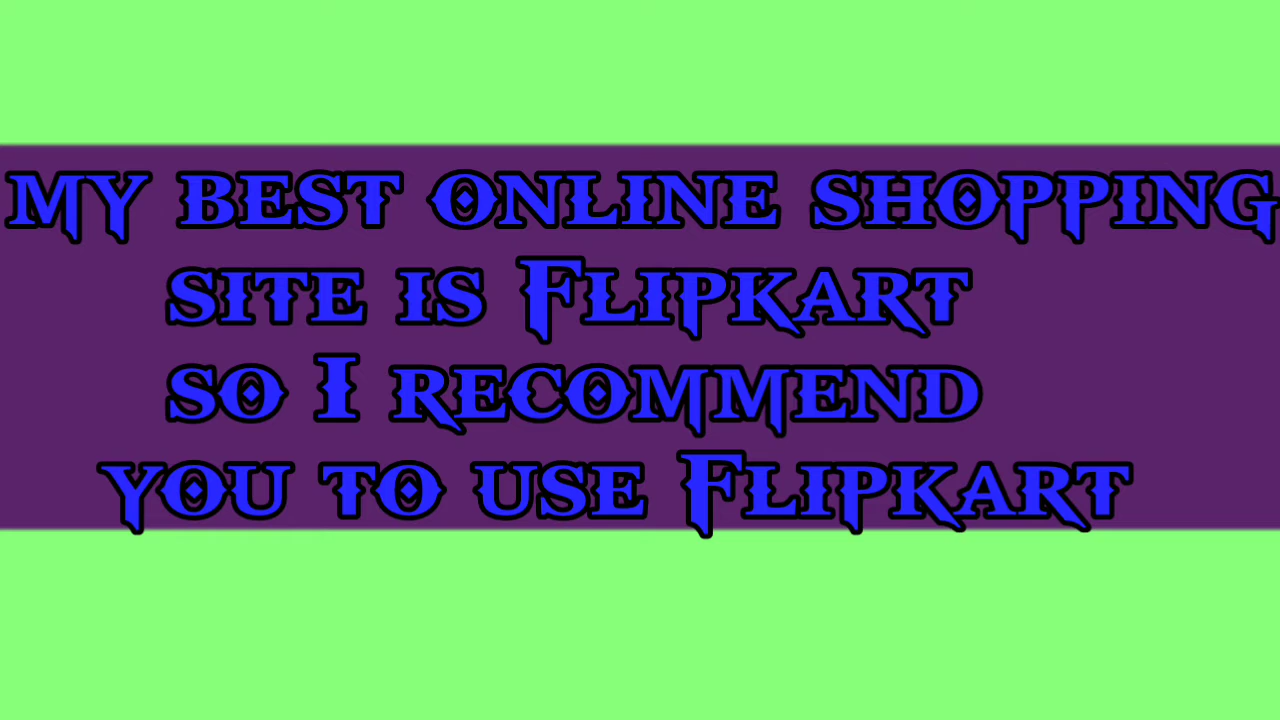 my best online shopping
site is Flipkart
so I recommend
you to use Flipkart